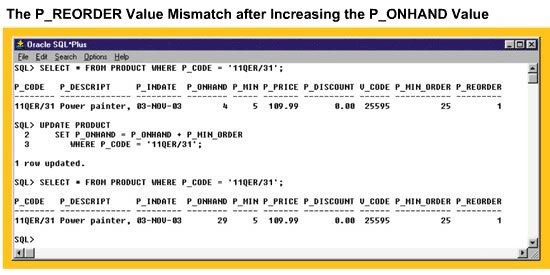 The P_REORDER Value Mismatch after Increasing the P_ONHAND Value
Oracle SQL*Plus
File Edit Search Options Help
SQL> SELECT * FROM PRODUCT WHERE P_CODE = '11QER/31';
P_CODE P_DESCRIPT P_INDATE P_ONHAND P_MIN P_PRICE P_DISCOUNT V_CODE P_MIN_ORDER P_REORDER
-------- --------------- --------- -------- ----- ------- ---------- ------ ----------- ---------
11QER/31 Power painter, 03-NOV-03 4 5 109.99 0.00 25595 25 1
SQL> UPDATE PRODUCT
2 SET P_ONHAND = P_ONHAND + P_MIN_ORDER
3 WHERE P_CODE = '11QER/31';
1 row updated.
SQL> SELECT * FROM PRODUCT WHERE P_CODE = '11QER/31';
P_CODE P_DESCRIPT P_INDATE P_ONHAND P_MIN P_PRICE P_DISCOUNT V_CODE P_MIN_ORDER P_REORDER
-------- --------------- --------- -------- ----- ------- ---------- ------ ----------- ---------
11QER/31 Power painter, 03-NOV-03 29 5 109.99 0.00 25595 25 1
SQL>